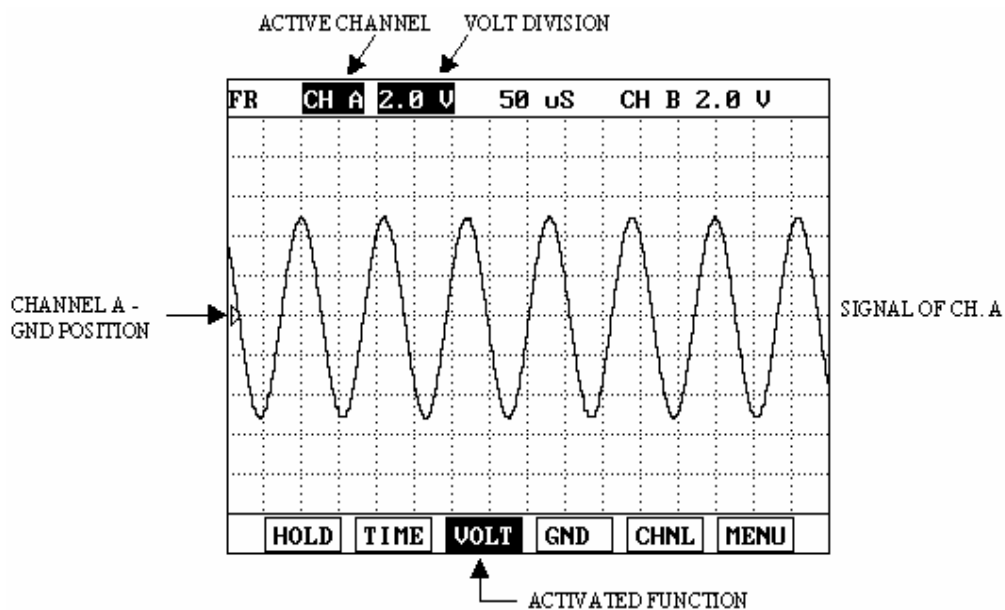 ACTIVE CHANNEL VOLT DIVISION
FR CH A 2.0 V 50 uS CH B 2.0 V
CHANNEL A -
GND POSITION
SIGNAL OF CH. A
HOLD TIME VOLT GND CHNL MENU
ACTIVATED FUNCTION